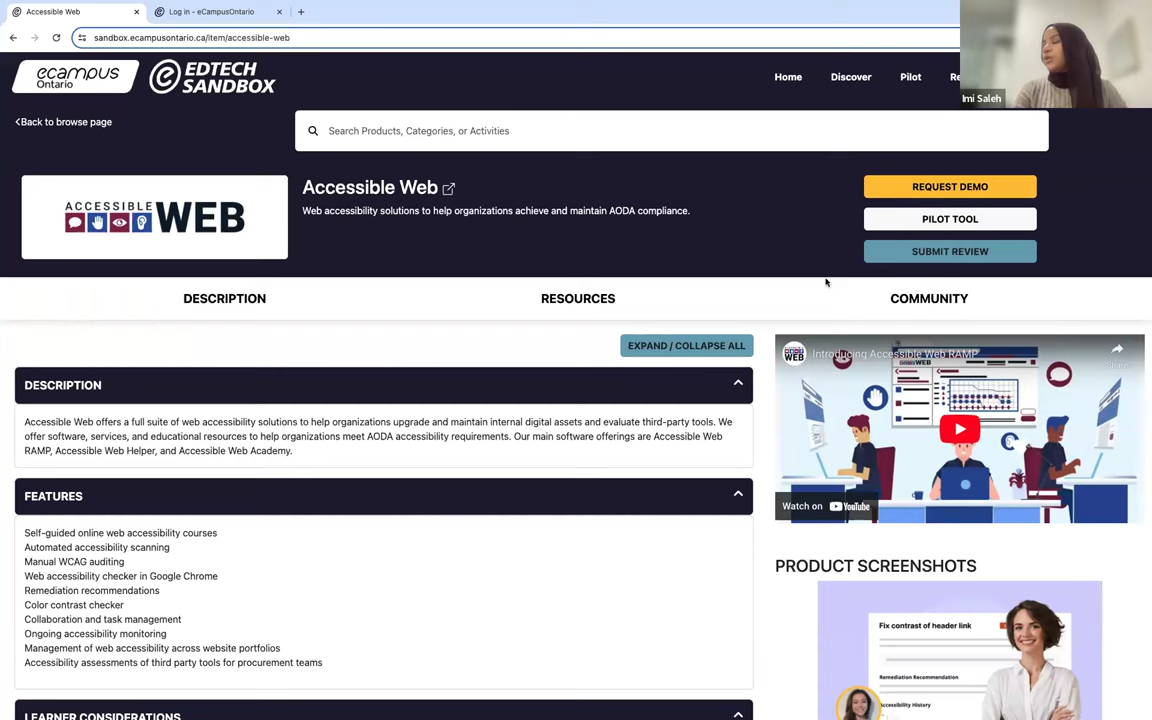 Accessible Web
Log in - eCampusOntario
sandbox.ecampusontario.ca/item/accessible-web
ecampus
Ontario
EDTECH
SANDBOX
Home
Discover
Pilot
Re
Imi Saleh
<Back to browse page
Search Products, Categories, or Activities
ACCESSIBLE
WEB
Accessible Web
Web accessibility solutions to help organizations achieve and maintain AODA compliance.
REQUEST DEMO
PILOT TOOL
SUBMIT REVIEW
DESCRIPTION
RESOURCES
COMMUNITY
EXPAND / COLLAPSE ALL
DESCRIPTION
Accessible Web offers a full suite of web accessibility solutions to help organizations upgrade and maintain internal digital assets and evaluate third-party tools. We
offer software, services, and educational resources to help organizations meet AODA accessibility requirements. Our main software offerings are Accessible Web
RAMP, Accessible Web Helper, and Accessible Web Academy.
FEATURES
Self-guided online web accessibility courses
Automated accessibility scanning
Manual WCAG auditing
Web accessibility checker in Google Chrome
Remediation recommendations
Color contrast checker
Collaboration and task management
Ongoing accessibility monitoring
Management of web accessibility across website portfolios
Accessibility assessments of third party tools for procurement teams
LEARNER CONSIDERATIONS
Introducing Accessible Web RAMP
Share
Watch on YouTube
PRODUCT SCREENSHOTS
Fix contrast of header link
Remediation Recommendation
Accessibility History